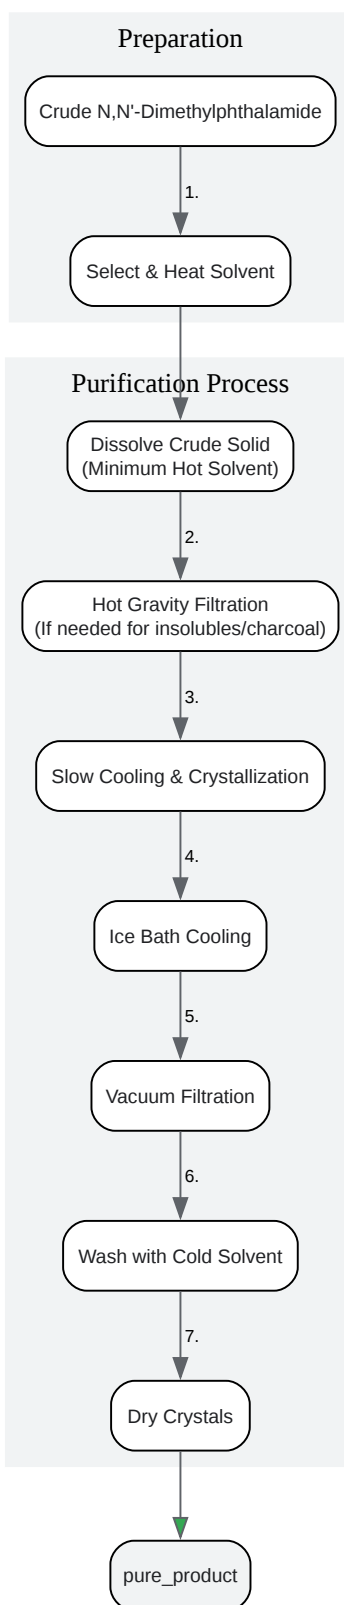 Preparation
Crude N,N'-Dimethylphthalamide
1.
Select & Heat Solvent
Purification Process
Dissolve Crude Solid
(Minimum Hot Solvent)
2.
Hot Gravity Filtration
(If needed for insolubles/charcoal)
3.
Slow Cooling & Crystallization
4.
Ice Bath Cooling
5.
Vacuum Filtration
6.
Wash with Cold Solvent
7.
Dry Crystals
pure_product